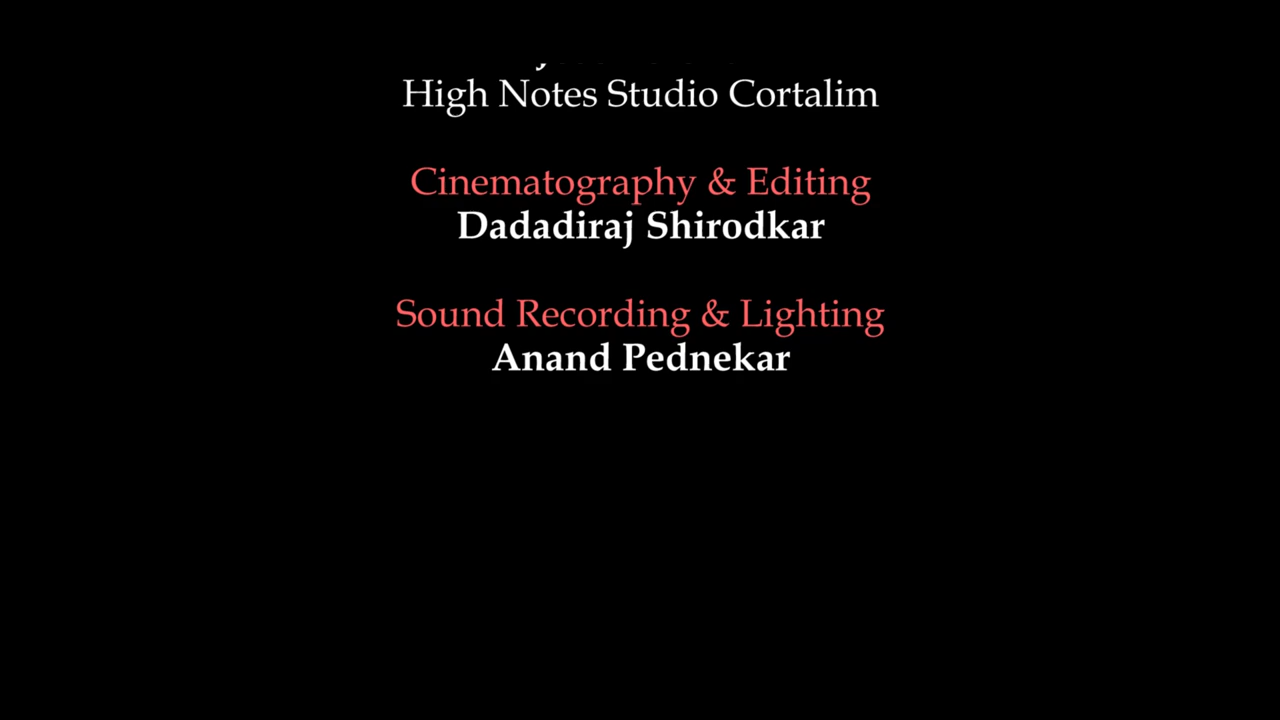 High Notes Studio Cortalim
Cinematography & Editing
Dadadiraj Shirodkar
Sound Recording & Lighting
Anand Pednekar